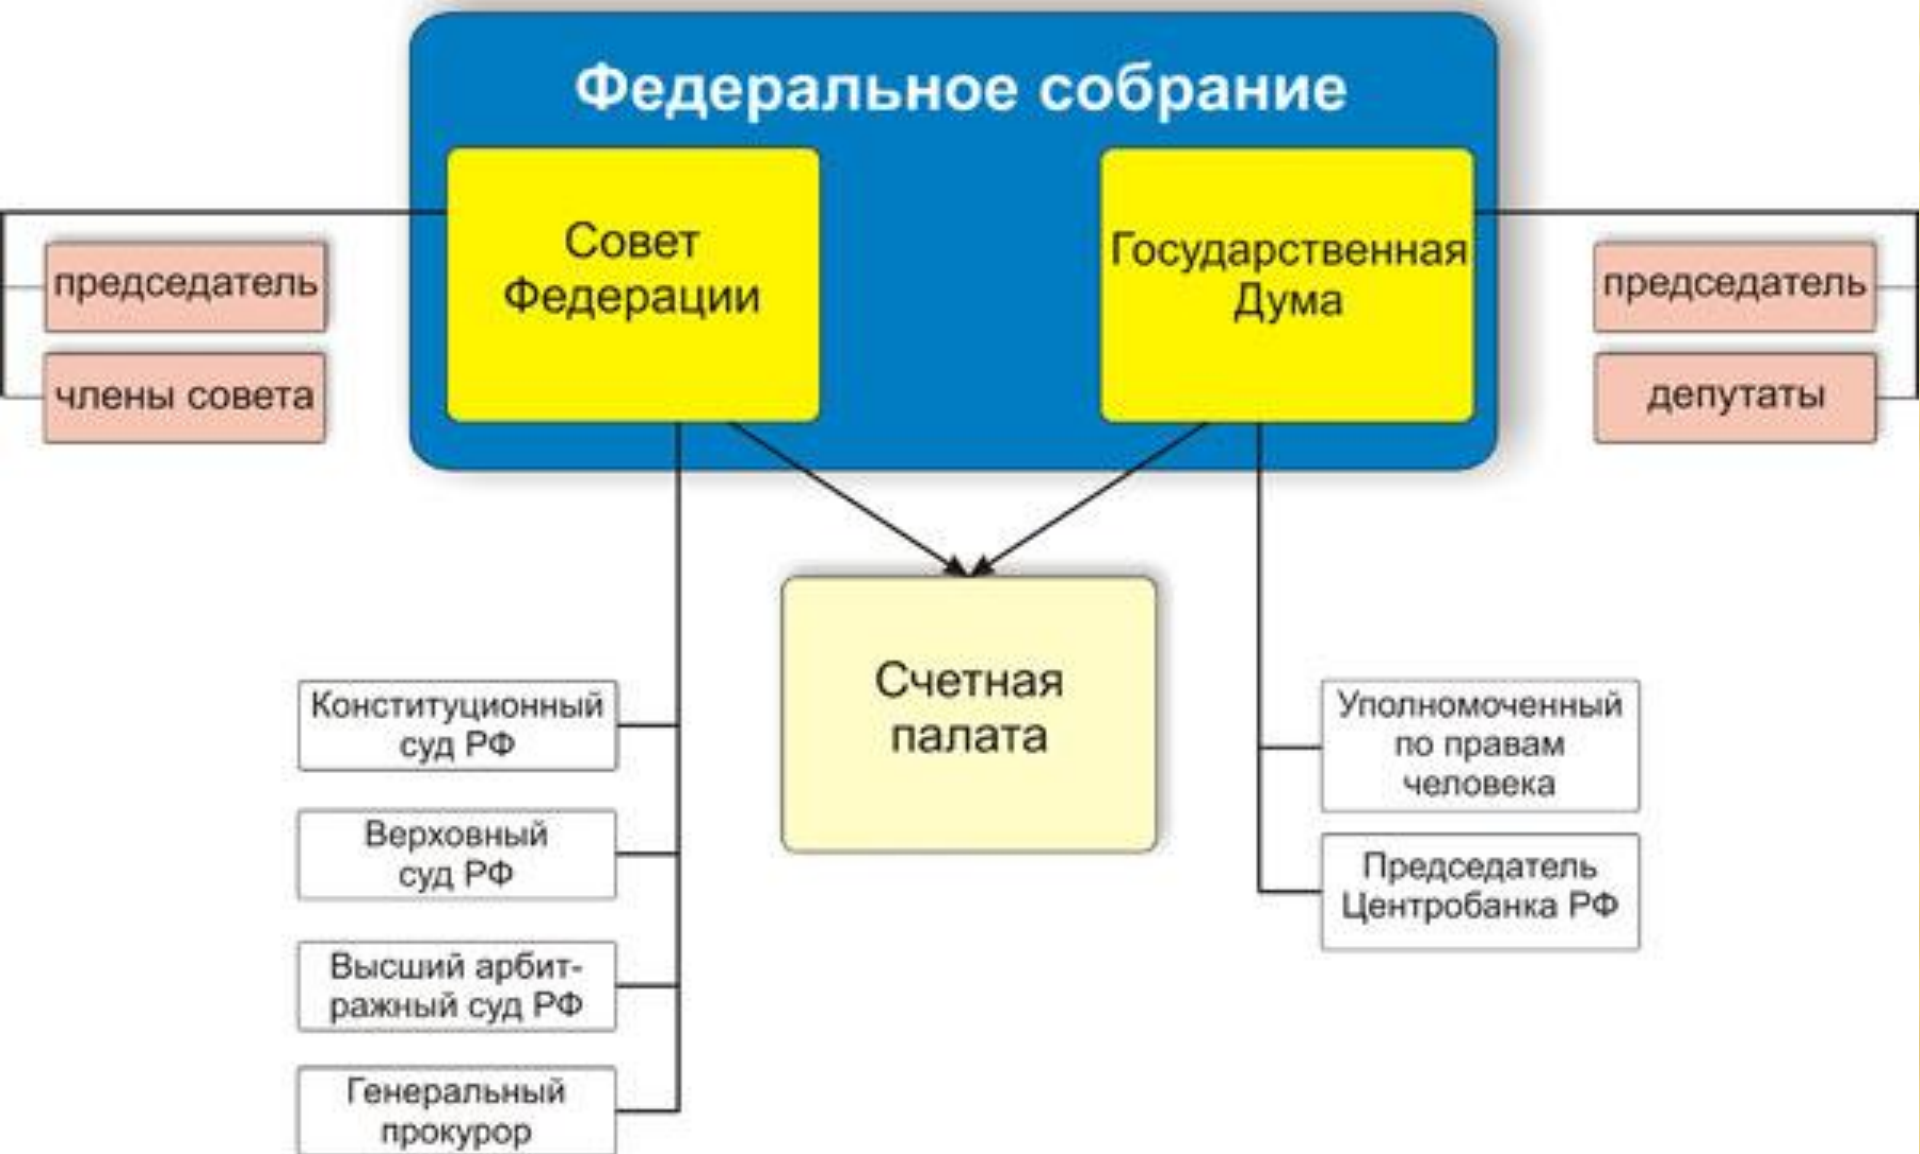 Федеральное собрание
Совет
Федерации
Государственная
Дума
председатель
члены совета
председатель
депутаты
Счетная
палата
Конституционный
суд РФ
Верховный
суд РФ
Высший арбит-
ражный суд РФ
Генеральный
прокурор
Уполномоченный
по правам
человека
Председатель
Центробанка РФ